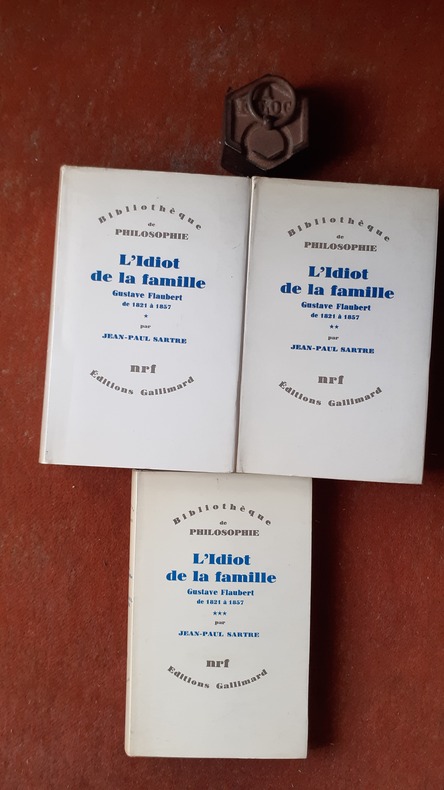 Bibliothèque
de
PHILOSOPHIE
L'Idiot
de la famille
Gustave Flaubert
de 1821 à 1857
*
par
JEAN-PAUL SARTRE
nrf
Éditions Gallimard
Bibliothèque
de
PHILOSOPHIE
L'Idiot
de la famille
Gustave Flaubert
de 1821 à 1857
**
par
JEAN-PAUL SARTRE
nrf
Éditions Gallimard
Bibliothèque
de
PHILOSOPHIE
L'Idiot
de la famille
Gustave Flaubert
de 1821 à 1857
***
par
JEAN-PAUL SARTRE
nrf
Éditions Gallimard